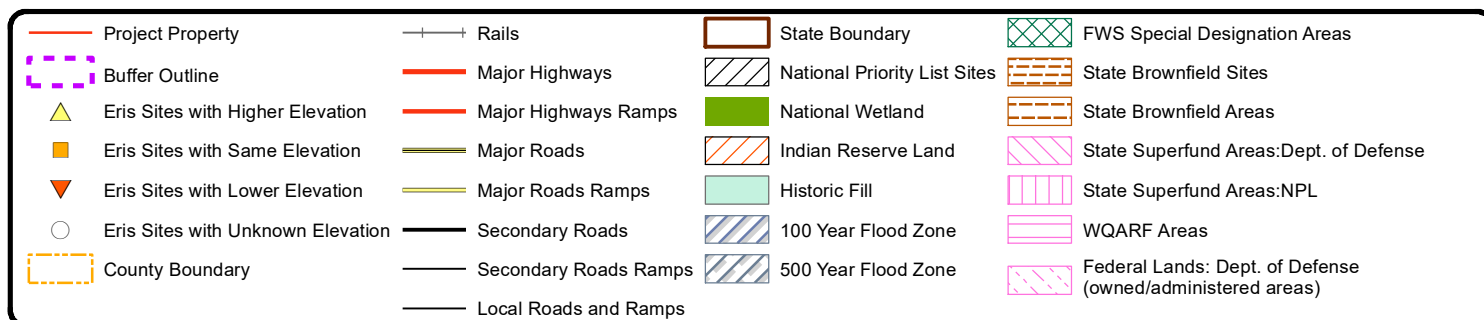 Project Property
Buffer Outline
Eris Sites with Higher Elevation
Eris Sites with Same Elevation
Eris Sites with Lower Elevation
Eris Sites with Unknown Elevation
County Boundary
Rails
Major Highways
Major Highways Ramps
Major Roads
Major Roads Ramps
Secondary Roads
Secondary Roads Ramps
Local Roads and Ramps
State Boundary
National Priority List Sites
National Wetland
Indian Reserve Land
Historic Fill
100 Year Flood Zone
500 Year Flood Zone
FWS Special Designation Areas
State Brownfield Sites
State Brownfield Areas
State Superfund Areas:Dept. of Defense
State Superfund Areas:NPL
WQARF Areas
Federal Lands: Dept. of Defense
(owned/administered areas)